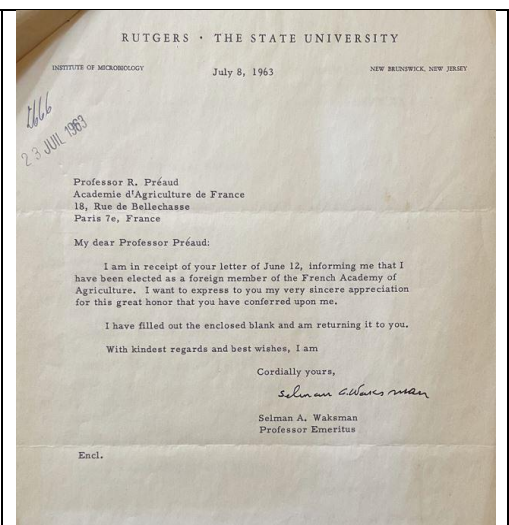 RUTGERS · THE STATE UNIVERSITY
INSTITUTE OF MICROBIOLOGY
July 8, 1963
NEW BRUNSWICK, NEW JERSEY
23 JUIL 1963
Professor R. Préaud
Academie d'Agriculture de France
18, Rue de Bellechasse
Paris 7e, France
My dear Professor Préaud:
I am in receipt of your letter of June 12, informing me that I
have been elected as a foreign member of the French Academy of
Agriculture. I want to express to you my very sincere appreciation
for this great honor that you have conferred upon me.
I have filled out the enclosed blank and am returning it to you.
With kindest regards and best wishes, I am
Cordially yours,
Selman A. Waksman
Selman A. Waksman
Professor Emeritus
Encl.